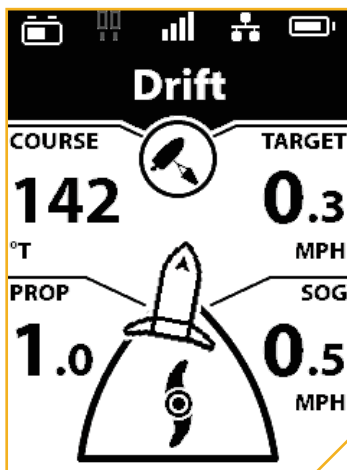 Drift
COURSE TARGET
142 0.3
°T MPH
PROP SOG
1.0 0.5
MPH